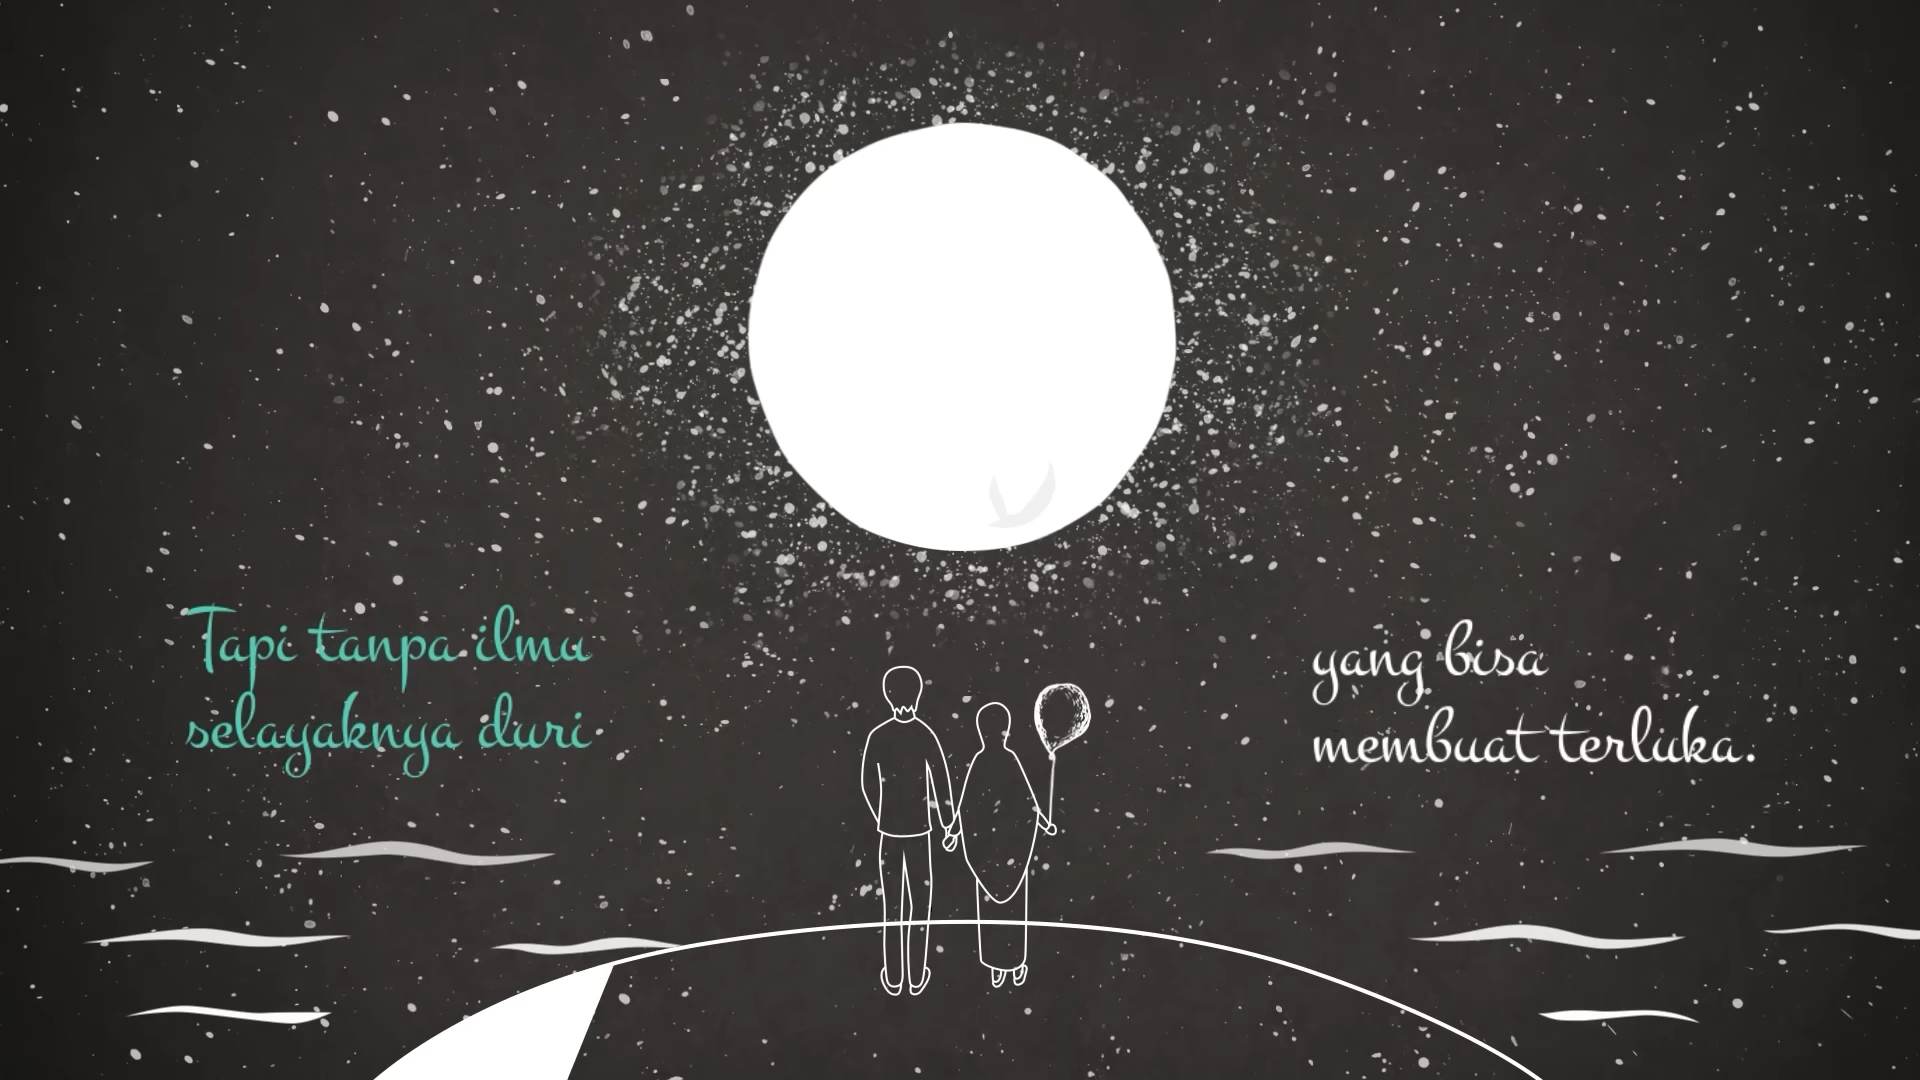 Tapi tanpa ilmu
selayaknya duri
yang bisa
membuat terluka.